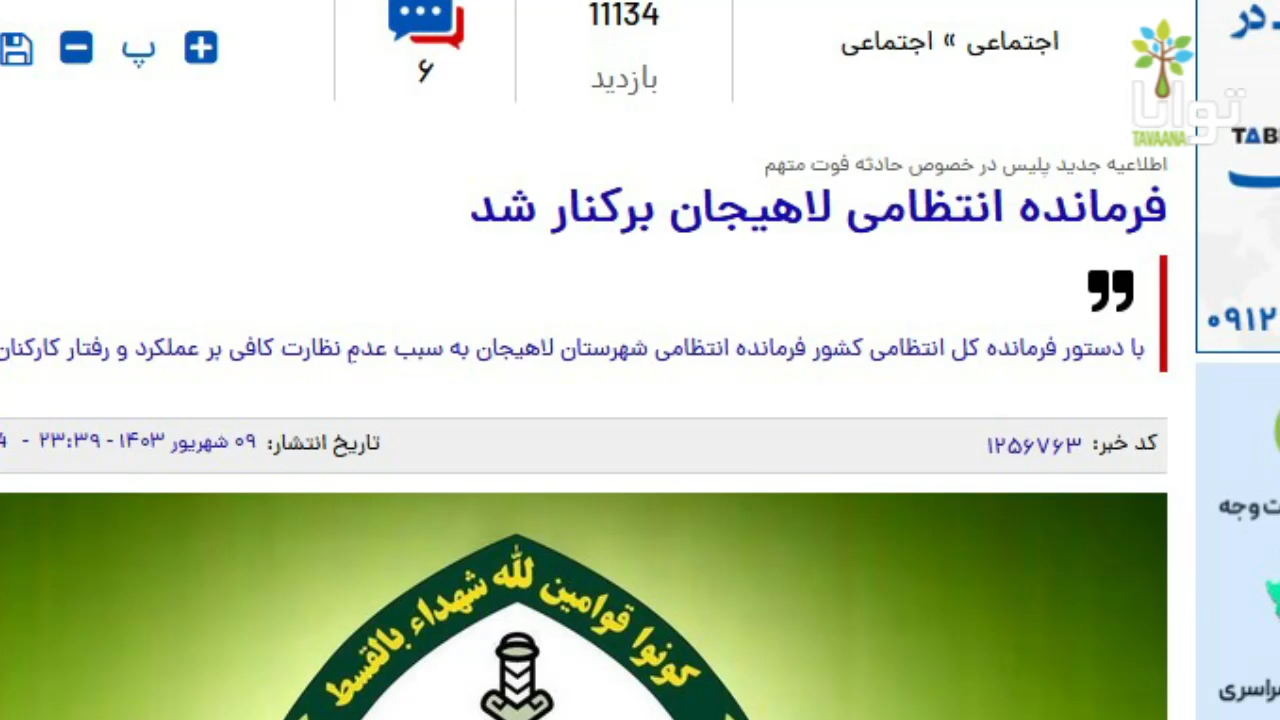 11134
بازدید
۶
اجتماعی » اجتماعی
پ
توانا
TAVAANA
اطلاعیه جدید پلیس در خصوص حادثه فوت متهم
فرمانده انتظامی لاهیجان برکنار شد
با دستور فرمانده کل انتظامی کشور فرمانده انتظامی شهرستان لاهیجان به سبب عدمِ نظارت کافی بر عملکرد و رفتار کارکنان
کد خبر: ۱۲۵۶۷۶۳
تاریخ انتشار: ۰۹ شهریور ۱۴۰۳ - ۲۳:۳۹ -
کونوا قوامین لله شهداء بالقسط
در
۰۹۱۲